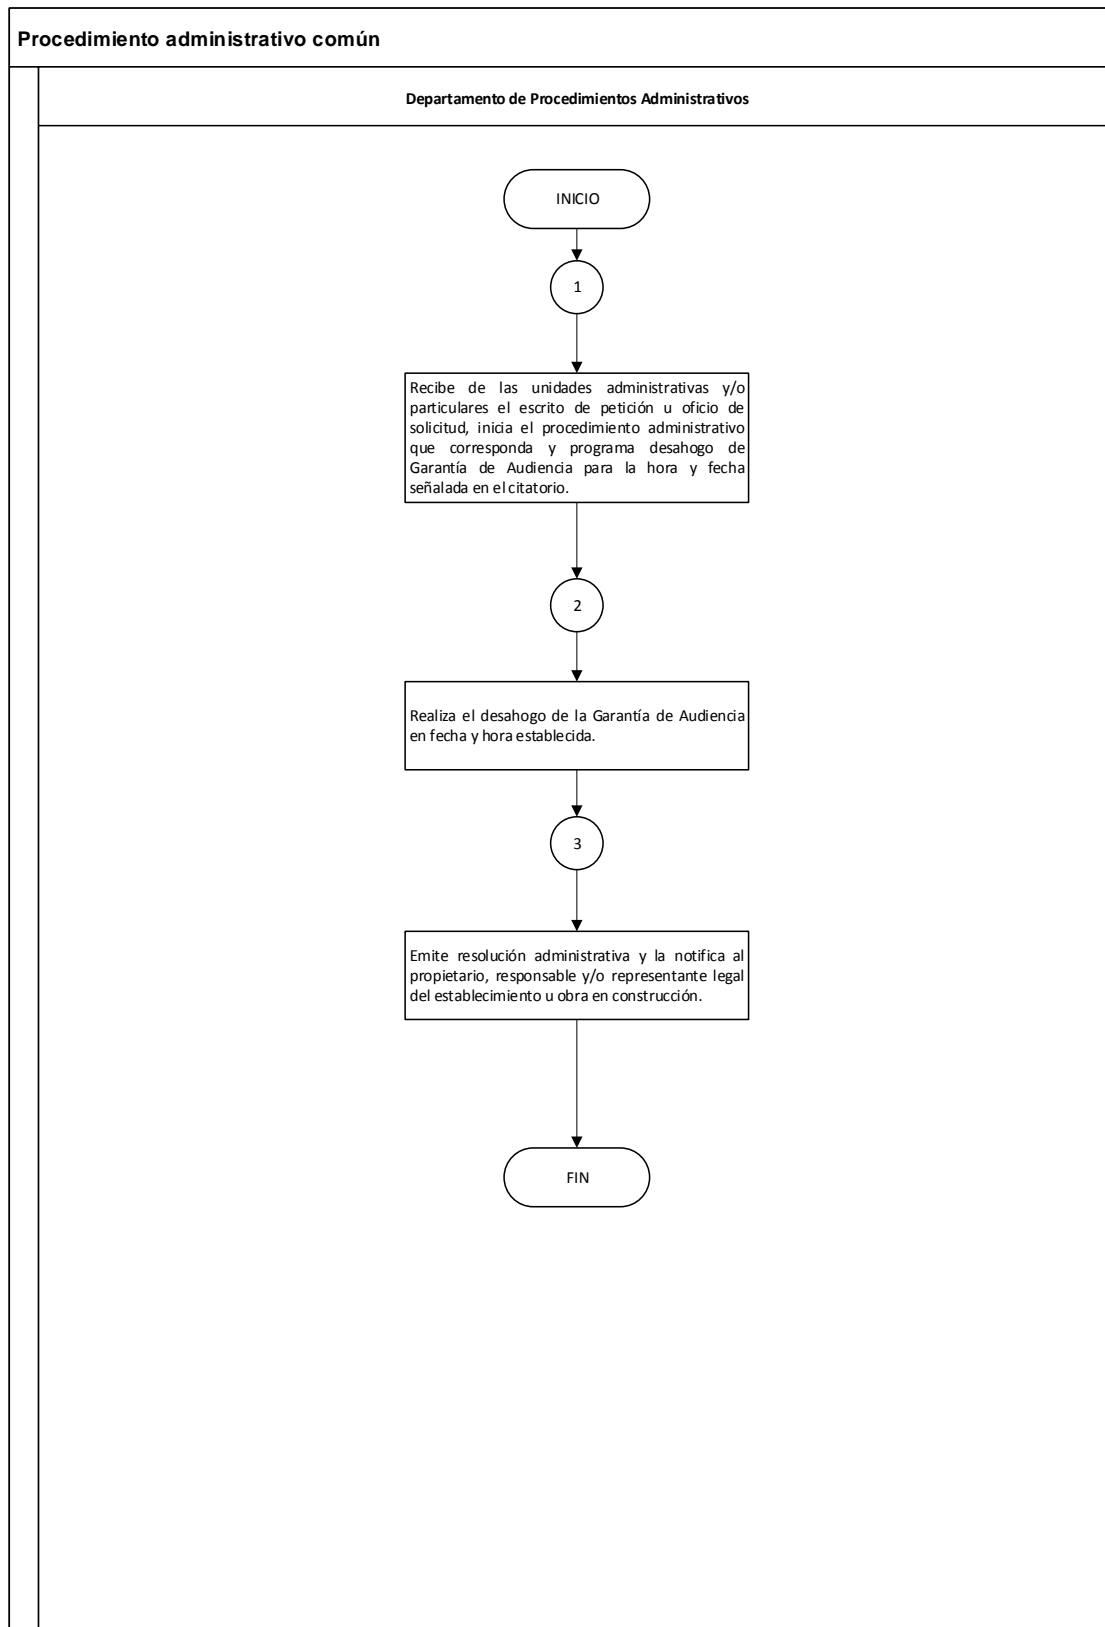 Procedimiento administrativo común
Departamento de Procedimientos Administrativos
INICIO
1
Recibe de las unidades administrativas y/o
particulares el escrito de petición u oficio de
solicitud, inicia el procedimiento administrativo
que corresponda y programa desahogo de
Garantía de Audiencia para la hora y fecha
señalada en el citatorio.
2
Realiza el desahogo de la Garantía de Audiencia
en fecha y hora establecida.
3
Emite resolución administrativa y la notifica al
propietario, responsable y/o representante legal
del establecimiento u obra en construcción.
FIN